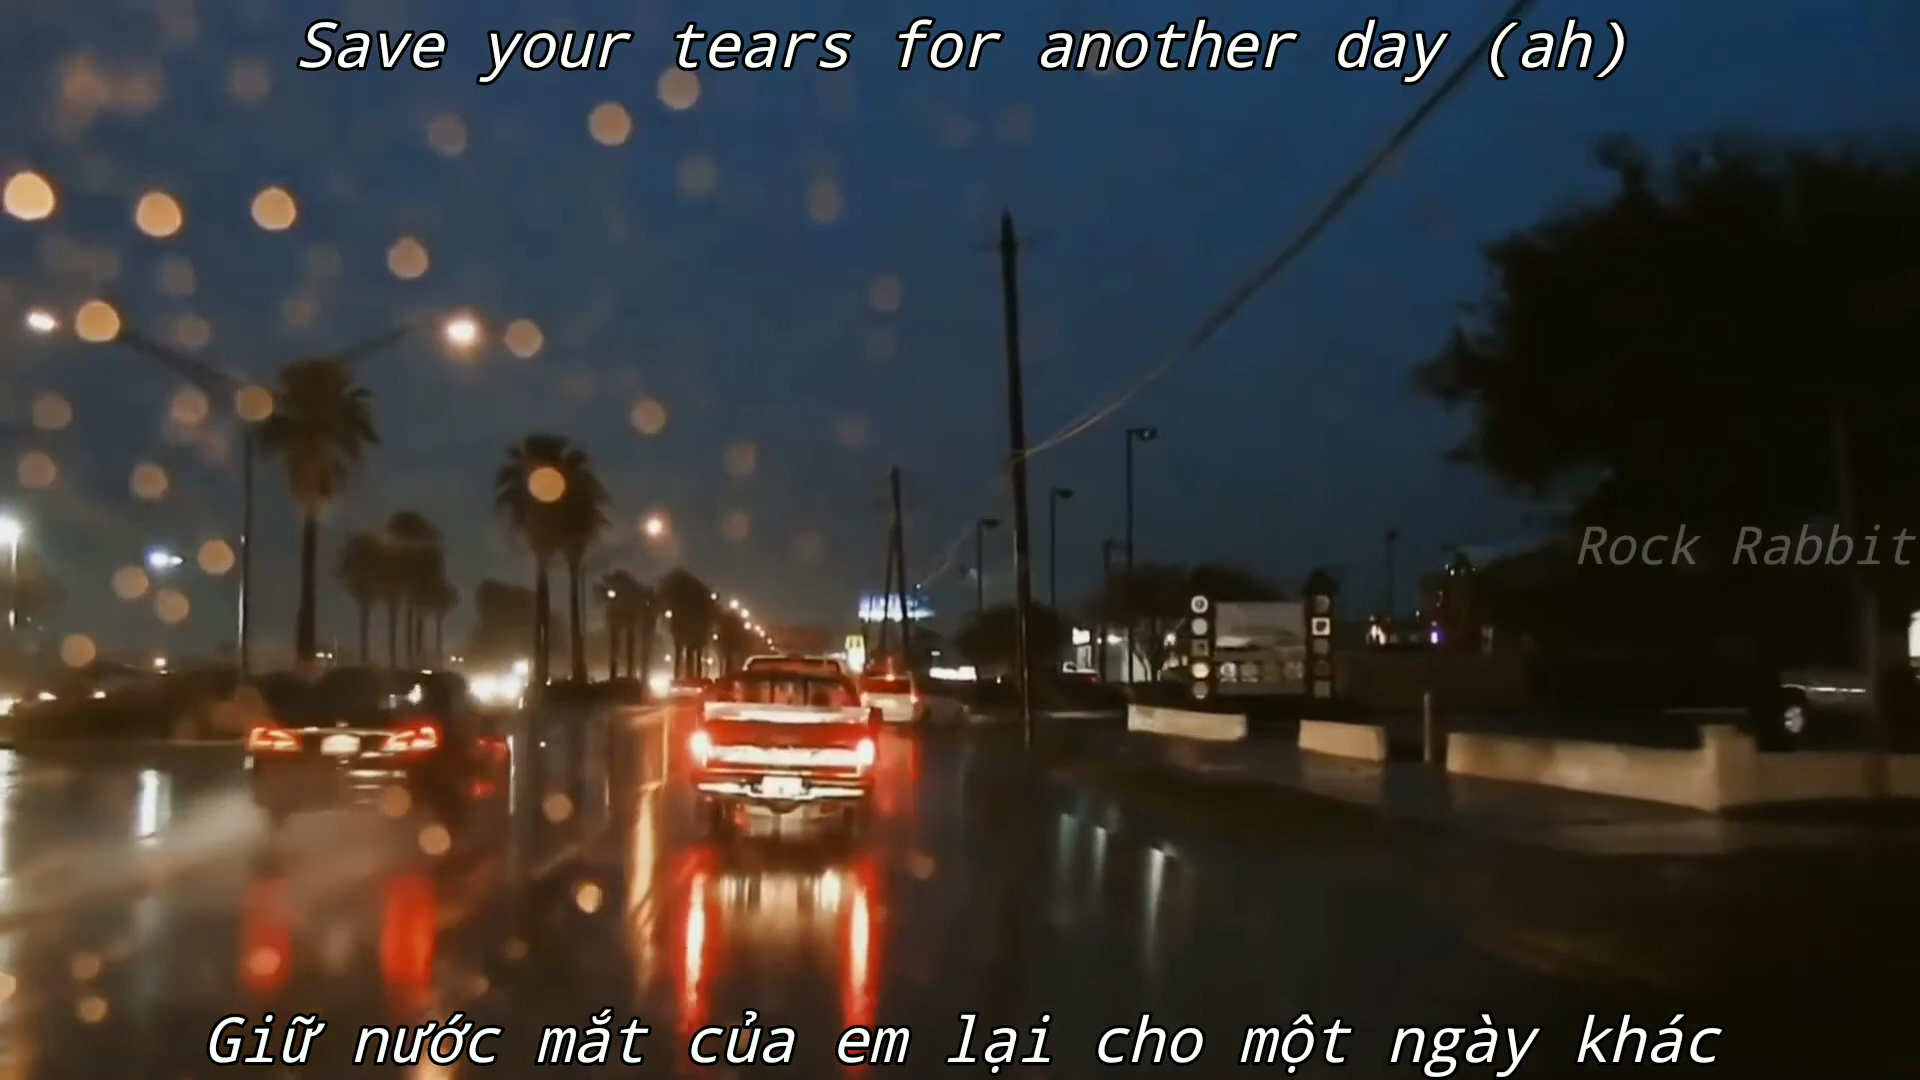 Save your tears for another day (ah)
Rock Rabbit
Giữ nước mắt của em lại cho một ngày khác